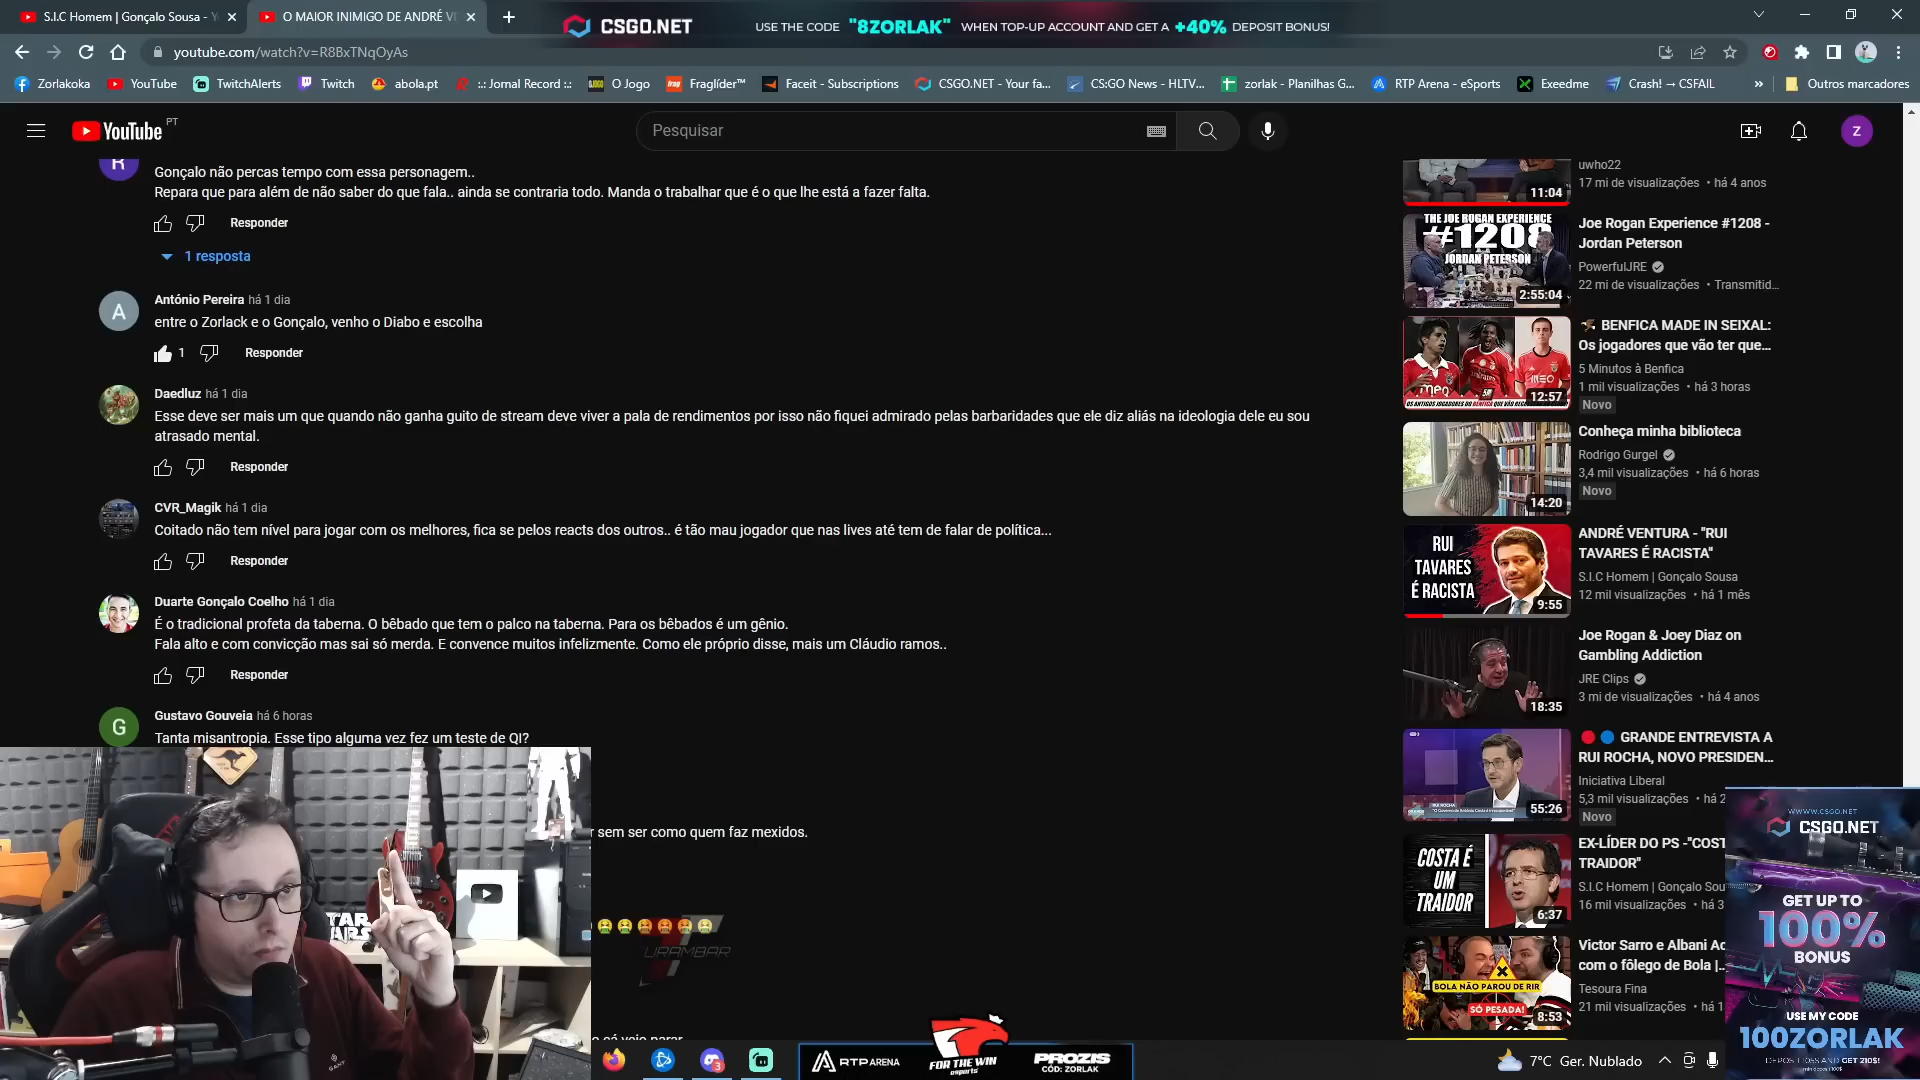 S.I.C Homem | Gonçalo Sousa -
O MAIOR INIMIGO DE ANDRÉ V
CSGO.NET
USE THE CODE "8ZORLAK" WHEN TOP-UP ACCOUNT AND GET A +40% DEPOSIT BONUS!
youtube.com/watch?v=R8BxTNqOyAs
Zorlakoka
YouTube
TwitchAlerts
Twitch
abola.pt
::: Jornal Record :::
O Jogo
Fraglíder™
Faceit - Subscriptions
CSGO.NET - Your fa...
CS:GO News - HLTV...
zorlak - Planilhas G...
RTP Arena - eSports
Exeedme
Crash! → CSFAIL
»
Outros marcadores
YouTube PT
Pesquisar
Z
R
Gonçalo não percas tempo com essa personagem..
Repara que para além de não saber do que fala.. ainda se contraria todo. Manda o trabalhar que é o que lhe está a fazer falta.
Responder
1 resposta
A
António Pereira há 1 dia
entre o Zorlack e o Gonçalo, venho o Diabo e escolha
1 Responder
Daedluz há 1 dia
Esse deve ser mais um que quando não ganha guito de stream deve viver a pala de rendimentos por isso não fiquei admirado pelas barbaridades que ele diz aliás na ideologia dele eu sou
atrasado mental.
Responder
CVR_Magik há 1 dia
Coitado não tem nível para jogar com os melhores, fica se pelos reacts dos outros.. é tão mau jogador que nas lives até tem de falar de política...
Responder
Duarte Gonçalo Coelho há 1 dia
É o tradicional profeta da taberna. O bêbado que tem o palco na taberna. Para os bêbados é um gênio.
Fala alto e com convicção mas sai só merda. E convence muitos infelizmente. Como ele próprio disse, mais um Cláudio ramos..
Responder
G
Gustavo Gouveia há 6 horas
Tanta misantropia. Esse tipo alguma vez fez um teste de QI?
r sem ser como quem faz mexidos.
URAMBAR
STAR WARS
uwho22
17 mi de visualizações • há 4 anos
11:04
THE JOE ROGAN EXPERIENCE
#1208
JORDAN PETERSON
2:55:04
Joe Rogan Experience #1208 -
Jordan Peterson
PowerfulJRE
22 mi de visualizações • Transmitid...
12:57
BENFICA MADE IN SEIXAL:
Os jogadores que vão ter que...
5 Minutos à Benfica
1 mil visualizações • há 3 horas
Novo
14:20
Conheça minha biblioteca
Rodrigo Gurgel
3,4 mil visualizações • há 6 horas
Novo
RUI
TAVARES
É RACISTA
9:55
ANDRÉ VENTURA - "RUI
TAVARES É RACISTA"
S.I.C Homem | Gonçalo Sousa
12 mil visualizações • há 1 mês
18:35
Joe Rogan & Joey Diaz on
Gambling Addiction
JRE Clips
3 mi de visualizações • há 4 anos
55:26
GRANDE ENTREVISTA A
RUI ROCHA, NOVO PRESIDEN...
Iniciativa Liberal
5,3 mil visualizações • há 2
Novo
COSTA É
UM
TRAIDOR
6:37
EX-LÍDER DO PS -"COST
TRAIDOR"
S.I.C Homem | Gonçalo Sou
16 mil visualizações • há 3
BOLA NÃO PAROU DE RIR
SÓ PESADA!
8:53
Victor Sarro e Albani Ac
com o fôlego de Bola |...
Tesoura Fina
21 mil visualizações • há 1
WWW.CSGO.NET
CSGO.NET
GET UP TO
100%
BONUS
USE MY CODE
100ZORLAK
RTP ARENA
FOR THE WIN
esports
PROZIS
CÓD: ZORLAK
3
7°C Ger. Nublado